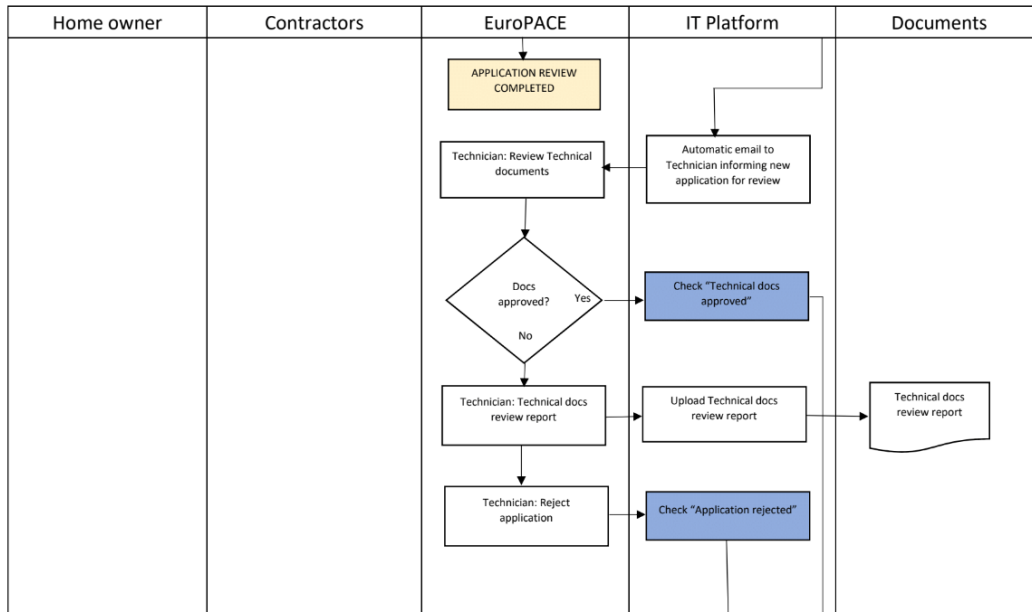 Home owner
Contractors
EuroPACE
IT Platform
Documents
APPLICATION REVIEW
COMPLETED
Automatic email to
Technician informing new
application for review
Technician: Review Technical
documents
Docs
approved?
Yes
No
Check “Technical docs
approved”
Technician: Technical docs
review report
Upload Technical docs
review report
Technical docs
review report
Technician: Reject
application
Check “Application rejected”